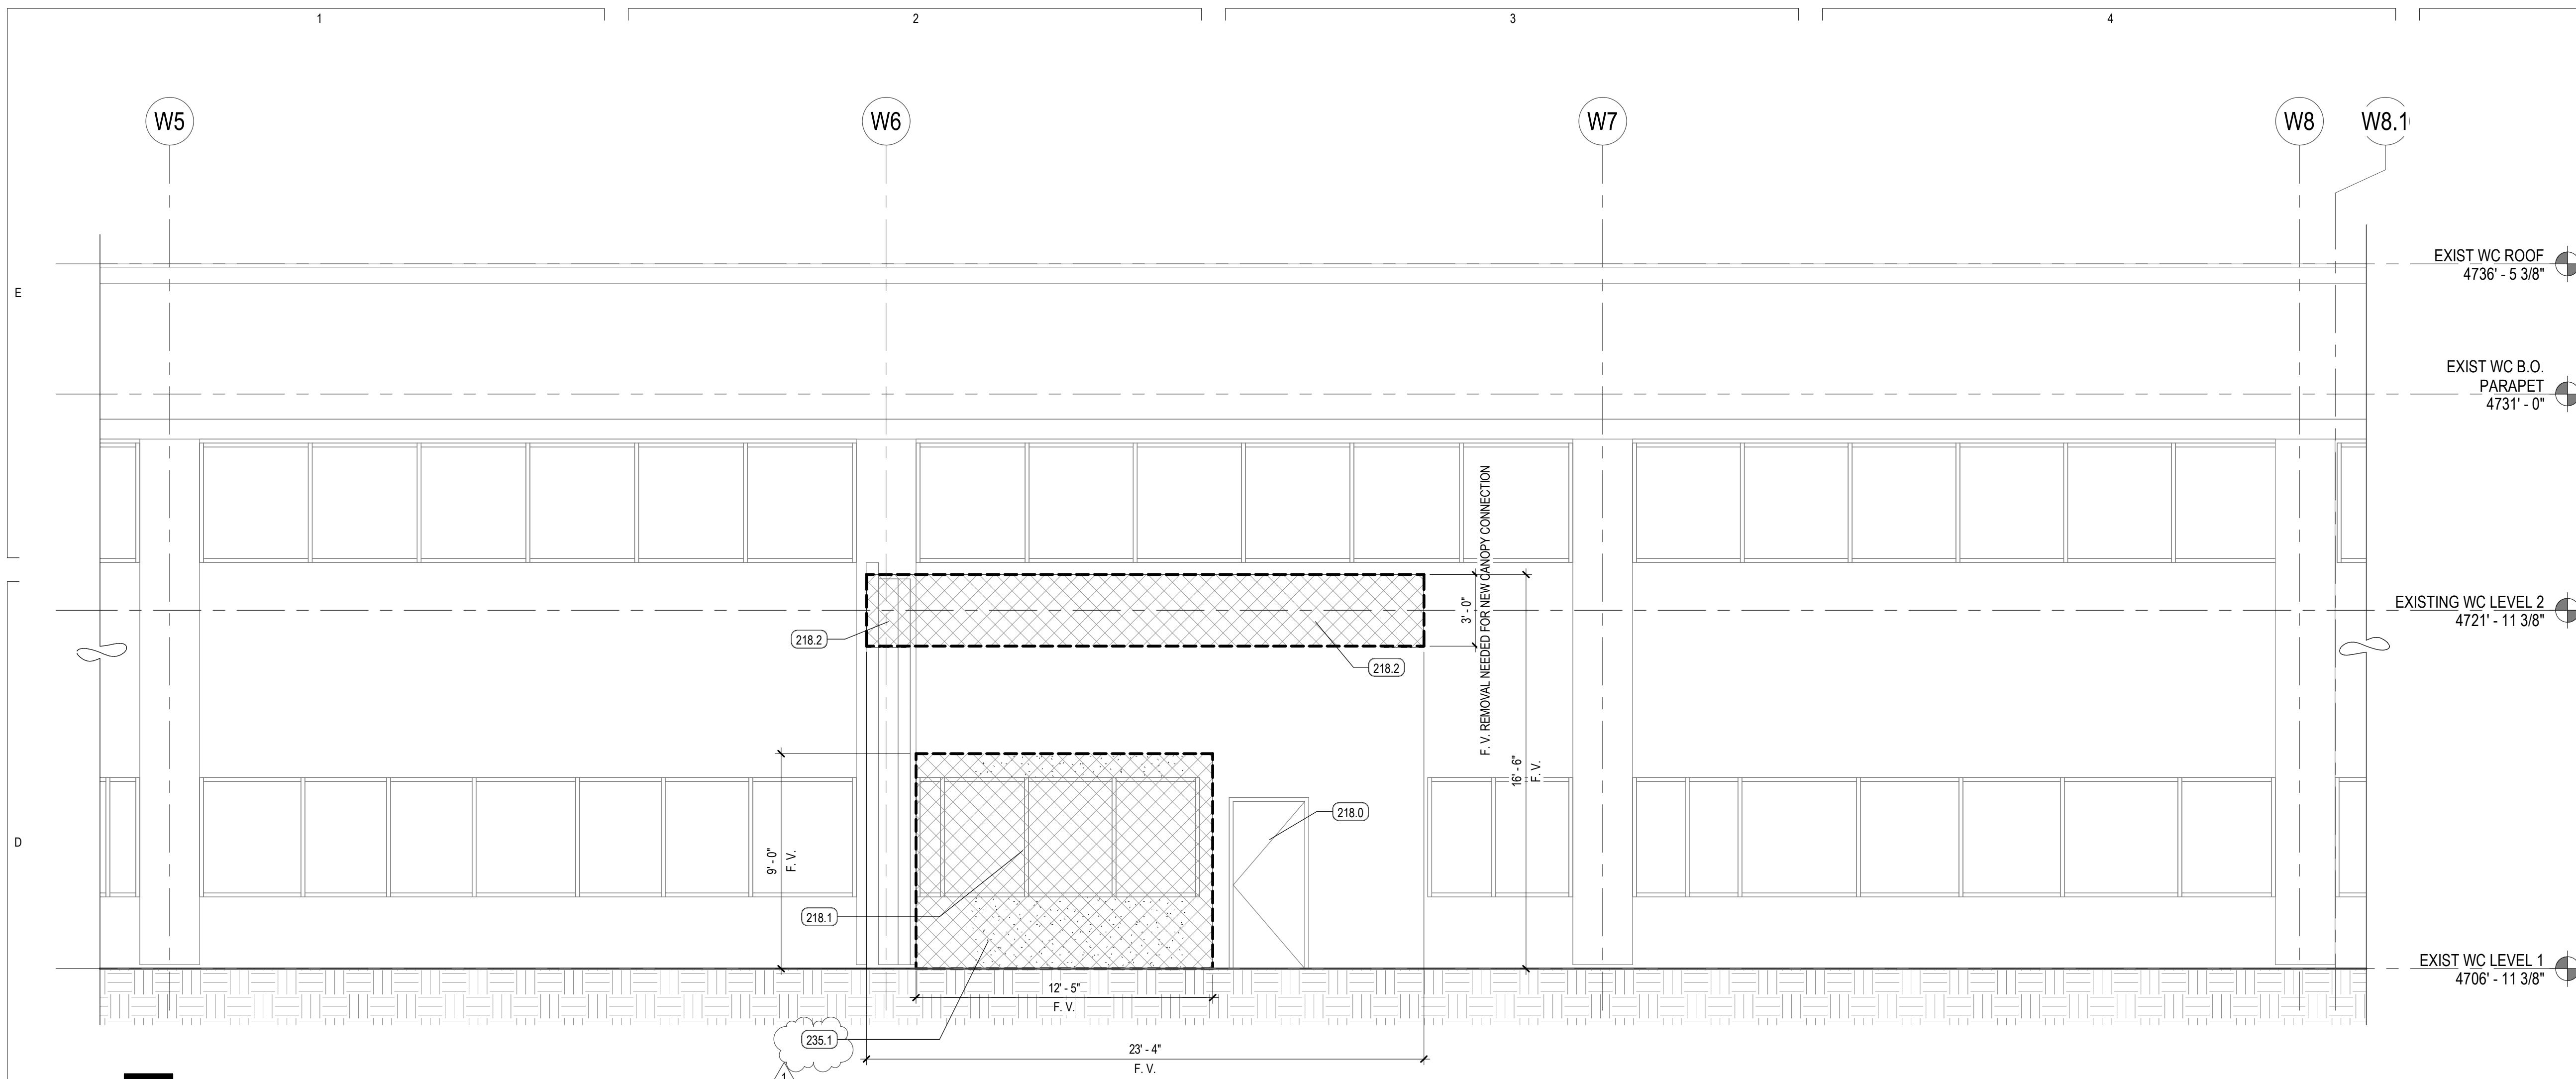 1
2
3
4
W5
W6
W7
W8
W8.1
E
D
EXIST WC ROOF
4736' - 5 3/8"
EXIST WC B.O.
PARAPET
4731' - 0"
EXISTING WC LEVEL 2
4721' - 11 3/8"
EXIST WC LEVEL 1
4706' - 11 3/8"
218.2
218.2
3' - 0"
F. V. REMOVAL NEEDED FOR NEW CANOPY CONNECTION
16' - 6"
F. V.
218.0
9' - 0"
F. V.
218.1
12' - 5"
F. V.
235.1
23' - 4"
F. V.
1